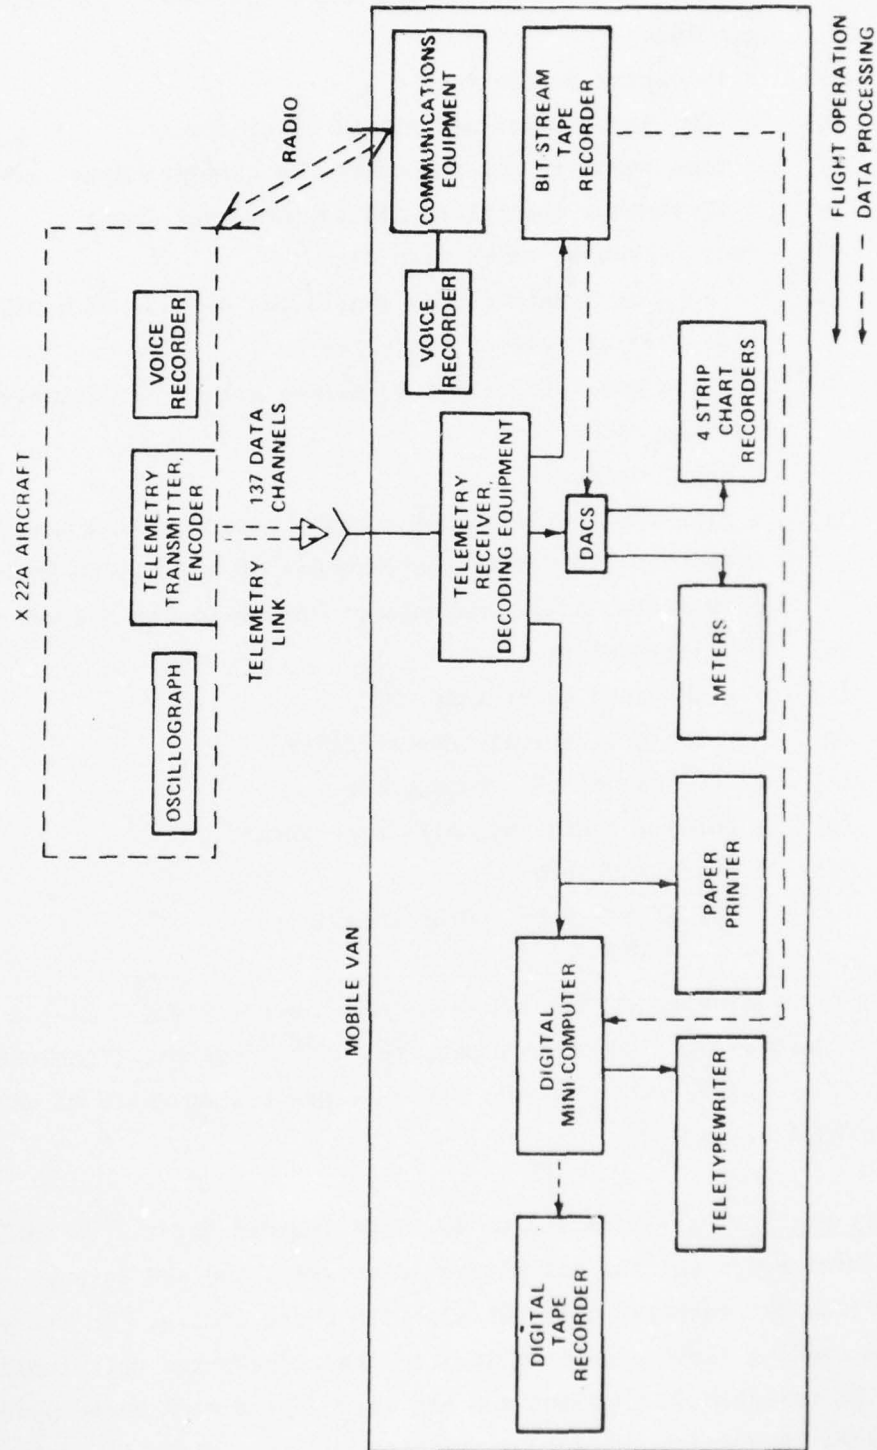 X 22A AIRCRAFT
OSCILLOGRAPH
TELEMETRY
TRANSMITTER,
ENCODER
VOICE
RECORDER
TELEMETRY
LINK
137 DATA
CHANNELS
RADIO
MOBILE VAN
TELEMETRY
RECEIVER,
DECODING EQUIPMENT
VOICE
RECORDER
COMMUNICATIONS
EQUIPMENT
DIGITAL
TAPE
RECORDER
DIGITAL
MINI-COMPUTER
DACS
BIT-STREAM
TAPE
RECORDER
TELETYPEWRITER
PAPER
PRINTER
METERS
4 STRIP
CHART
RECORDERS
FLIGHT OPERATION
DATA PROCESSING